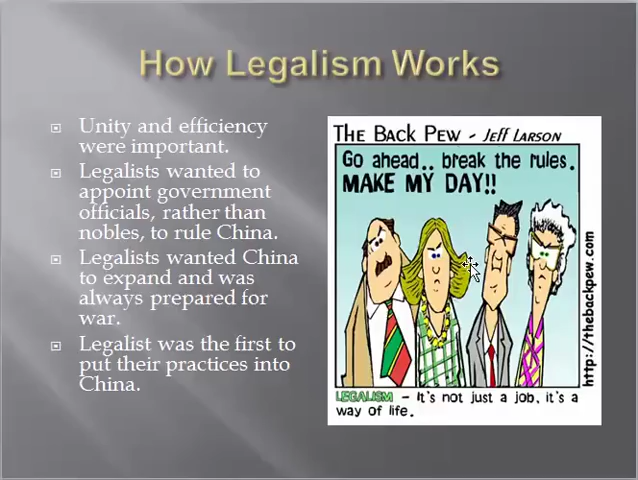 How Legalism Works
Unity and efficiency
were important.
Legalists wanted to
appoint government
officials, rather than
nobles, to rule China.
Legalists wanted China
to expand and was
always prepared for
war.
Legalist was the first to
put their practices into
China.
THE BACK PEW - JEFF LARSON
Go ahead.. break the rules.
MAKE MY DAY!!
http://thebackpew.com
LEGALISM - It's not just a job, it's a
way of life.